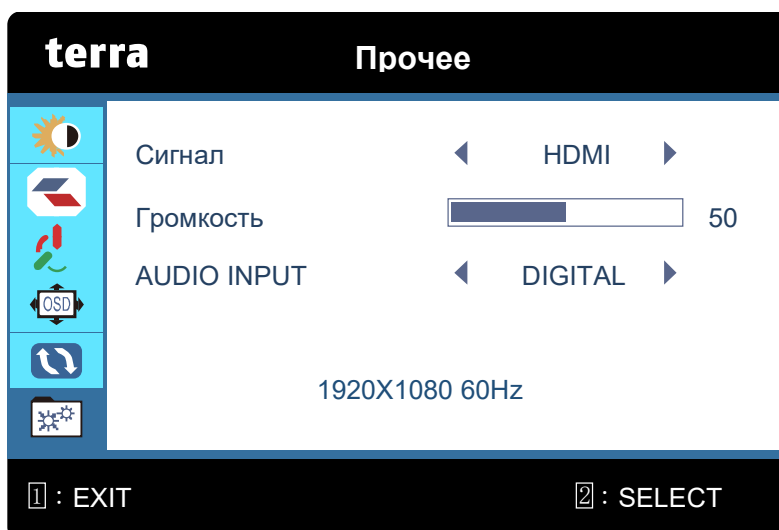 terra Прочее
Сигнал HDMI
Громкость 50
AUDIO INPUT DIGITAL
OSD
1920X1080 60Hz
1 : EXIT 2 : SELECT